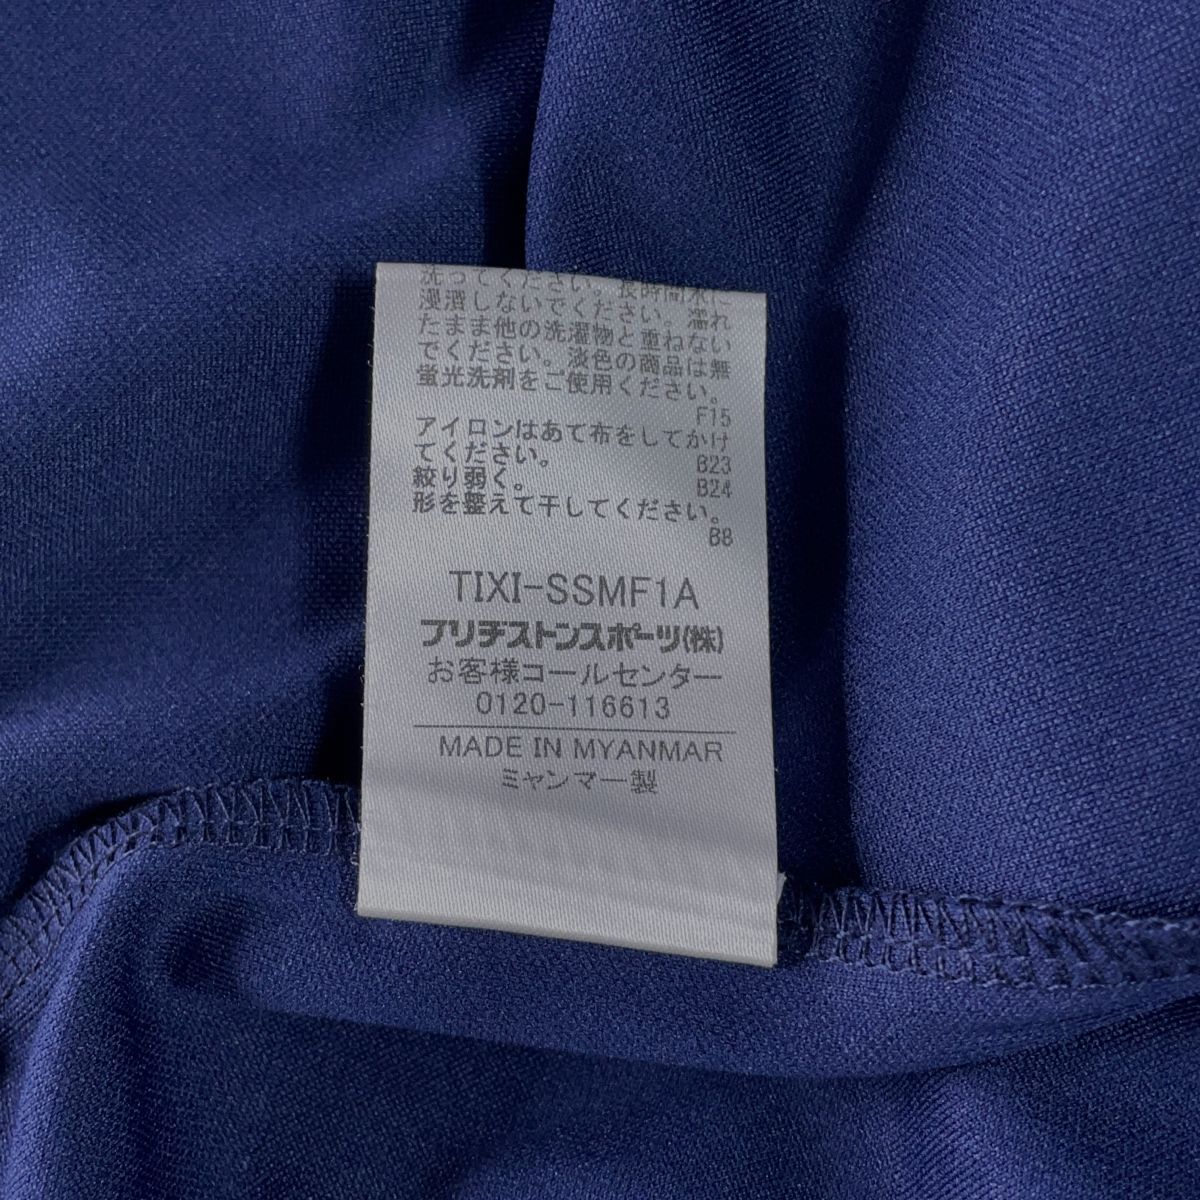 洗ってください。長時間水に
浸漬しないでください。濡れ
たまま他の洗濯物と重ねない
でください。淡色の商品は無
蛍光洗剤をご使用ください。
F15
アイロンはあて布をしてかけ
てください。 B23
絞り弱く。 B24
形を整えて干してください。
B8
TIXI-SSMF1A
ブリヂストンスポーツ(株)
お客様コールセンター
0120-116613
MADE IN MYANMAR
ミャンマー製